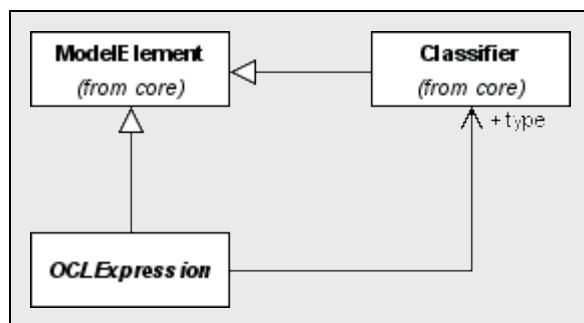 ModelElement
(from core)
Classifier
(from core)
+ type
OCLExpression